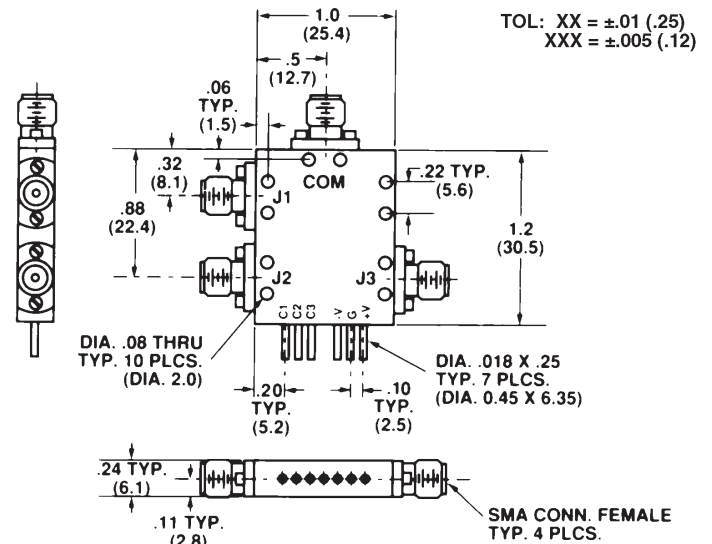 TOL: XX = ±.01 (.25)
XXX = ±.005 (.12)
1.0
(25.4)
.5
(12.7)
.06
TYP.
(1.5)
.32
(8.1)
.88
(22.4)
COM
J1
J2
J3
.22 TYP.
(5.6)
1.2
(30.5)
C1
C2
C3
-V
G
+V
DIA. .08 THRU
TYP. 10 PLCS.
(DIA. 2.0)
.20
TYP.
(5.2)
.10
TYP.
(2.5)
DIA. .018 X .25
TYP. 7 PLCS.
(DIA. 0.45 X 6.35)
.24 TYP.
(6.1)
.11 TYP.
(2.8)
SMA CONN. FEMALE
TYP. 4 PLCS.